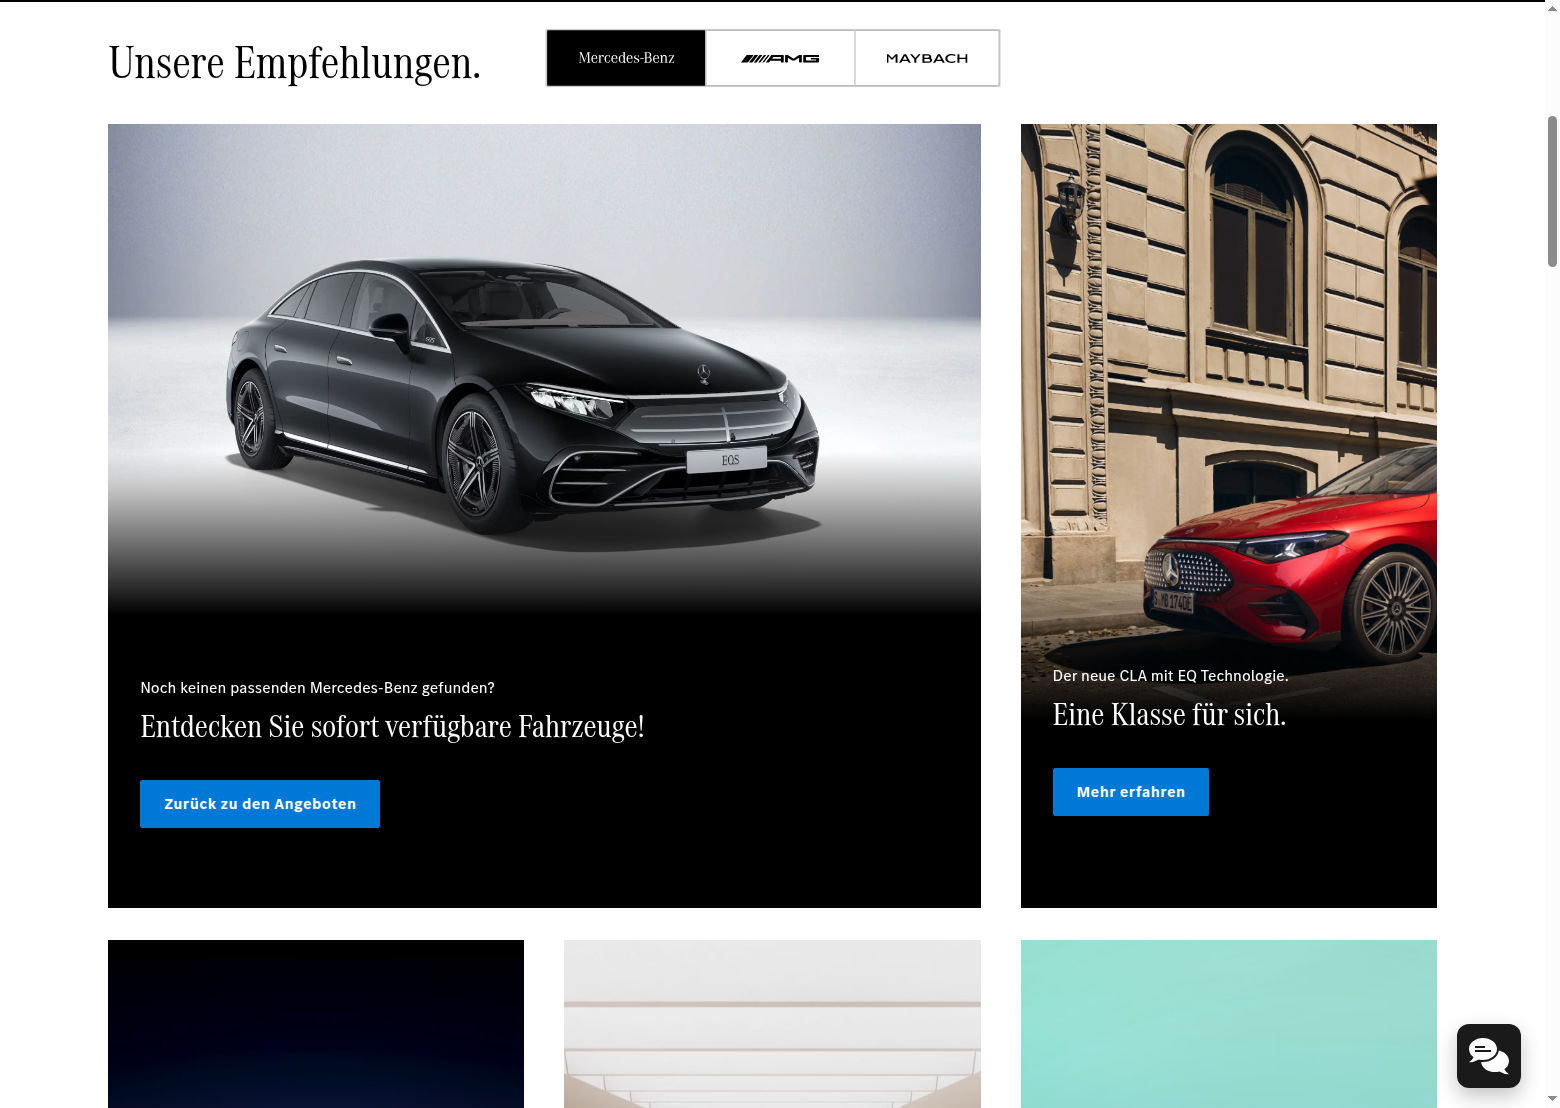 Unsere Empfehlungen.
Mercedes-Benz
AMG
MAYBACH
EQS
Noch keinen passenden Mercedes-Benz gefunden?
Entdecken Sie sofort verfügbare Fahrzeuge!
Zurück zu den Angeboten
Der neue CLA mit EQ Technologie.
Eine Klasse für sich.
Mehr erfahren